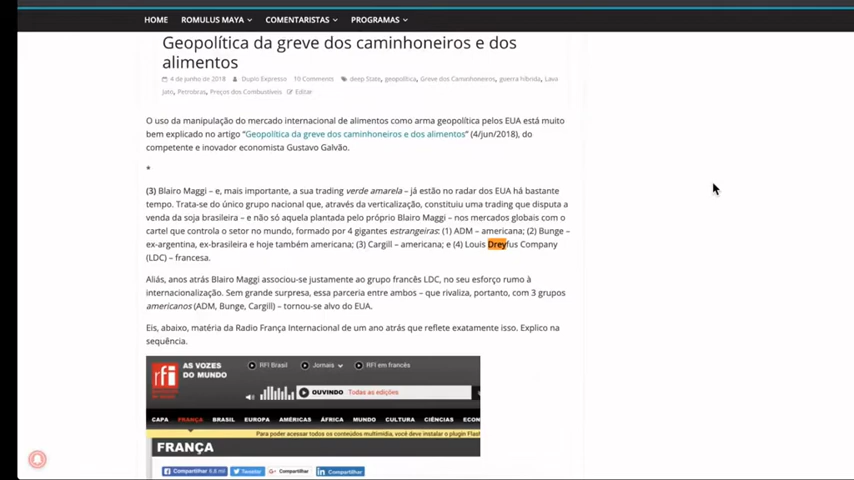 HOME ROMULUS MAYA COMENTARISTAS PROGRAMAS
Geopolítica da greve dos caminhoneiros e dos
alimentos
4 de junho de 2018 Duplo Expresso 10 Comments deep State, geopolítica, Greve dos Caminhoneiros, guerra híbrida, Lava
Jato, Petrobras, Preços dos Combustíveis Editar
O uso da manipulação do mercado internacional de alimentos como arma geopolítica pelos EUA está muito
bem explicado no artigo “Geopolítica da greve dos caminhoneiros e dos alimentos” (4/jun/2018), do
competente e inovador economista Gustavo Galvão.
*
(3) Blairo Maggi – e, mais importante, a sua trading verde amarela – já estão no radar dos EUA há bastante
tempo. Trata-se do único grupo nacional que, através da verticalização, constituiu uma trading que disputa a
venda da soja brasileira – e não só aquela plantada pelo próprio Blairo Maggi – nos mercados globais com o
cartel que controla o setor no mundo, formado por 4 gigantes estrangeiras: (1) ADM – americana; (2) Bunge –
ex-argentina, ex-brasileira e hoje também americana; (3) Cargill – americana; e (4) Louis Dreyfus Company
(LDC) – francesa.
Aliás, anos atrás Blairo Maggi associou-se justamente ao grupo francês LDC, no seu esforço rumo à
internacionalização. Sem grande surpresa, essa parceria entre ambos – que rivaliza, portanto, com 3 grupos
americanos (ADM, Bunge, Cargill) – tornou-se alvo do EUA.
Eis, abaixo, matéria da Radio França Internacional de um ano atrás que reflete exatamente isso. Explico na
sequência.
rfi AS VOZES
DO MUNDO
RFI Brasil Jornais RFI em francês
OUVINDO Todas as edições
CAPA FRANÇA BRASIL EUROPA AMÉRICAS ÁFRICA MUNDO CULTURA CIÊNCIAS ECON
Para poder acessar todos os conteúdos multimídia, você deve instalar o plugin Flas
FRANÇA
Compartilhar 6.8 mil Tweetar Compartilhar Compartilhar